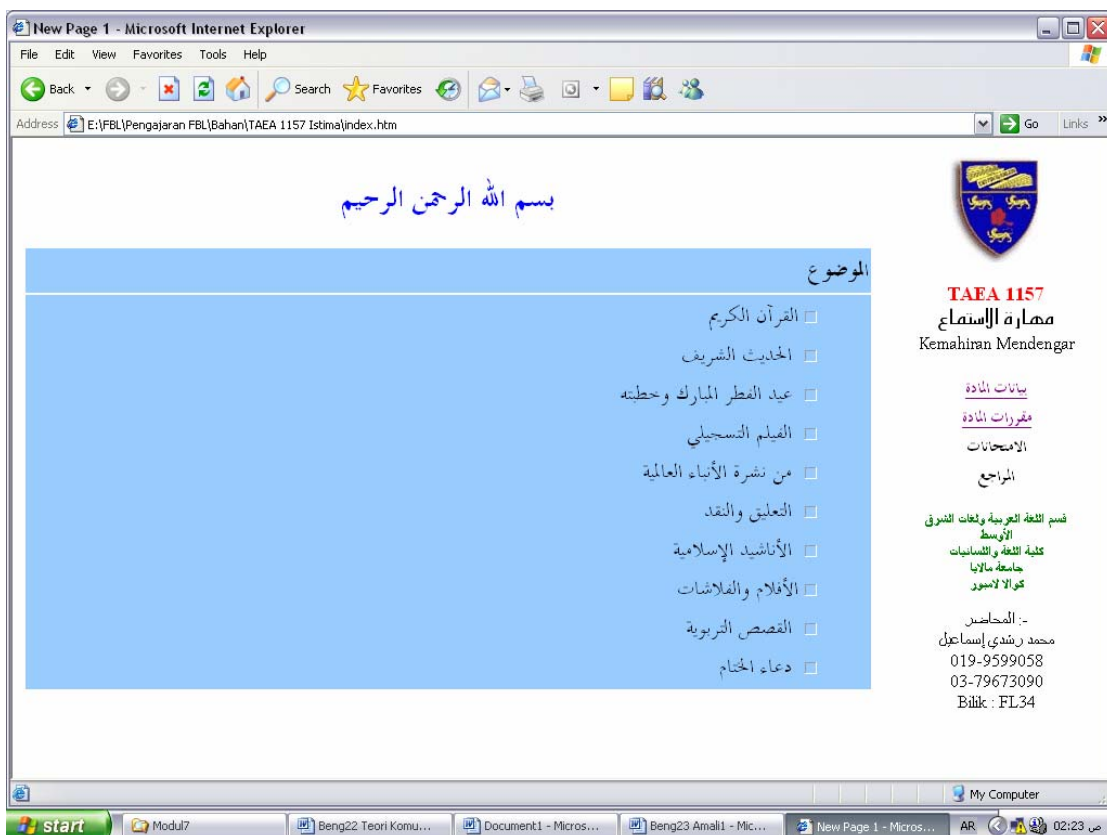 New Page 1 - Microsoft Internet Explorer
File Edit View Favorites Tools Help
Back Search Favorites
Address E:\FBL\Pengajaran FBL\Bahan\TAEA 1157 Istima\index.htm Go Links »
بسم الله الرحمن الرحيم
الموضوع
القرآن الكريم
الحديث الشريف
عيد الفطر المبارك وخطبته
الفيلم التسجيلي
من نشرة الأنباء العالمية
التعليق والنقد
الأناشيد الإسلامية
الأفلام والفلاشات
القصص التربوية
دعاء الختام
TAEA 1157
مهارة الإستماع
Kemahiran Mendengar
بيانات المادة
مقررات المادة
الامتحانات
المراجع
قسم اللغة العربية ولغات الشرق
الأوسط
كلية اللغة واللسانيات
جامعة مالايا
كوالا لامبور
المحاضر :-
محمد رشدي إسماعيل
019-9599058
03-79673090
Bilik : FL34
My Computer
start Modul7 Beng22 Teori Komu... Document1 - Micros... Beng23 Amali1 - Mic... New Page 1 - Micros... AR 02:23 ص